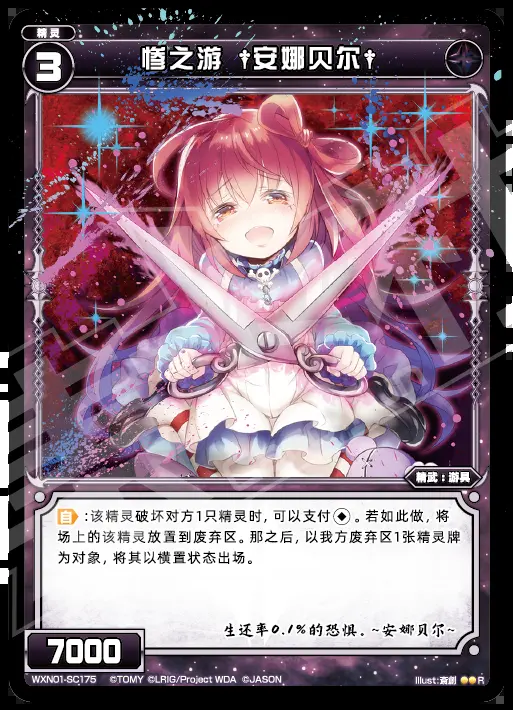 精灵
3
惨之游 †安娜贝尔†
精武：游具
自：该精灵破坏对方1只精灵时，可以支付◆。若如此做，将
场上的该精灵放置到废弃区。那之后，以我方废弃区1张精灵牌
为对象，将其以横置状态出场。
生还率0.1%的恐惧。~安娜贝尔~
7000
WXN01-SC175 ©TOMY ©LRIG/Project WDA ©JASON
Illust:斎創 R